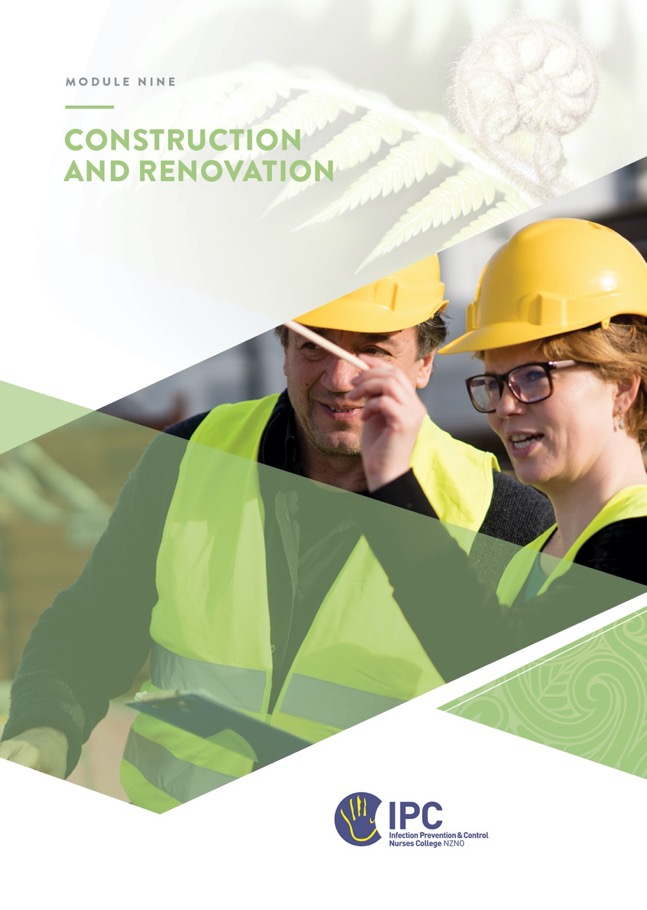 MODULE NINE
CONSTRUCTION
AND RENOVATION
IPC
Infection Prevention & Control
Nurses College NZNO